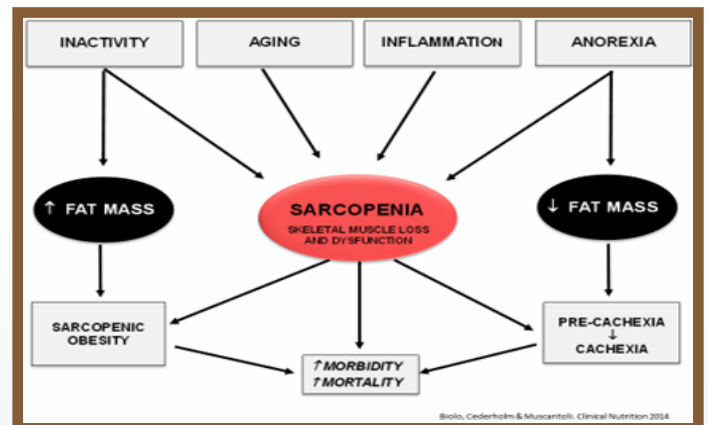 INACTIVITY
AGING
INFLAMMATION
ANOREXIA
↑ FAT MASS
SARCOPENIA
SKELETAL MUSCLE LOSS
AND DYSFUNCTION
↓ FAT MASS
SARCOPENIC
OBESITY
↑MORBIDITY
↑MORTALITY
PRE-CACHEXIA
↓
CACHEXIA
Biolo, Cederholm & Muscaritoli. Clinical Nutrition 2014